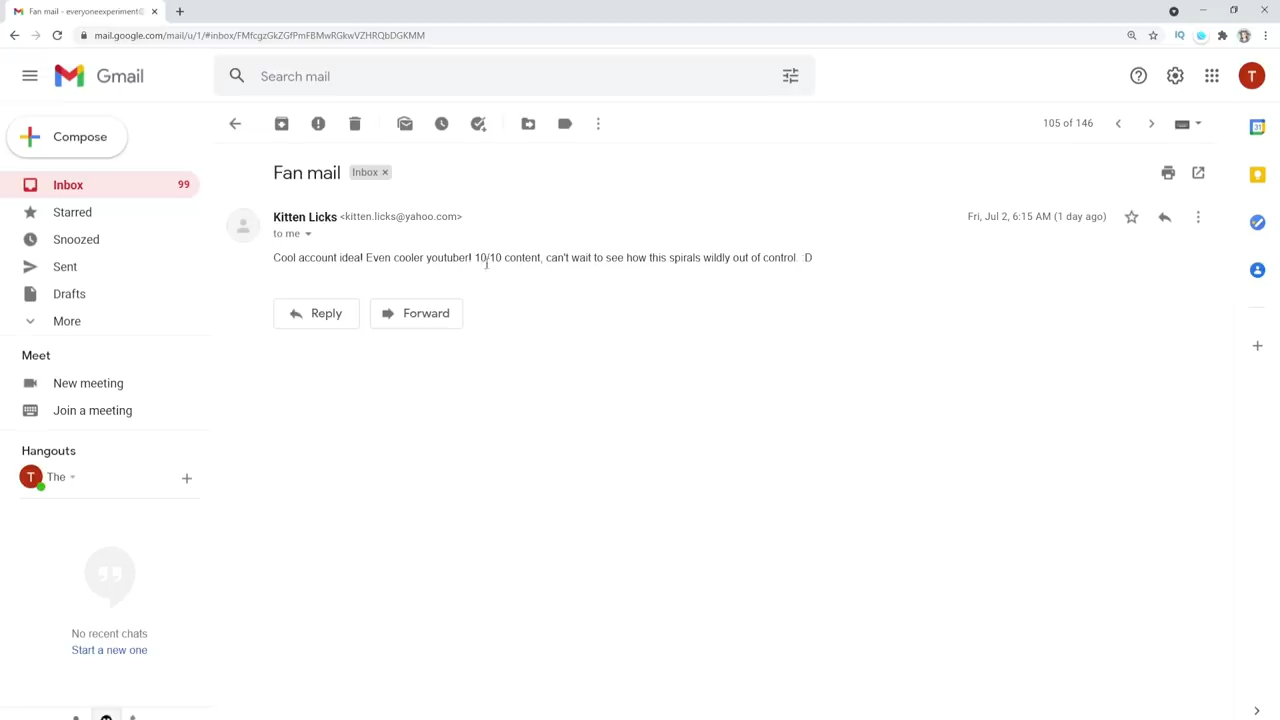 Fan mail - everyoneexperiment@
mail.google.com/mail/u/1/#inbox/FMfcgzGkZGfPmFBMwRGkwVZHRQbDGKMM
IQ
Gmail
Search mail
T
Compose
105 of 146
31
Fan mail
Inbox
Inbox 99
Kitten Licks <kitten.licks@yahoo.com>
Fri, Jul 2, 6:15 AM (1 day ago)
Starred
to me
Snoozed
Cool account idea! Even cooler youtuber! 10/10 content, can't wait to see how this spirals wildly out of control. :D
Sent
Drafts
Reply
Forward
More
Meet
New meeting
Join a meeting
Hangouts
T The
No recent chats
Start a new one